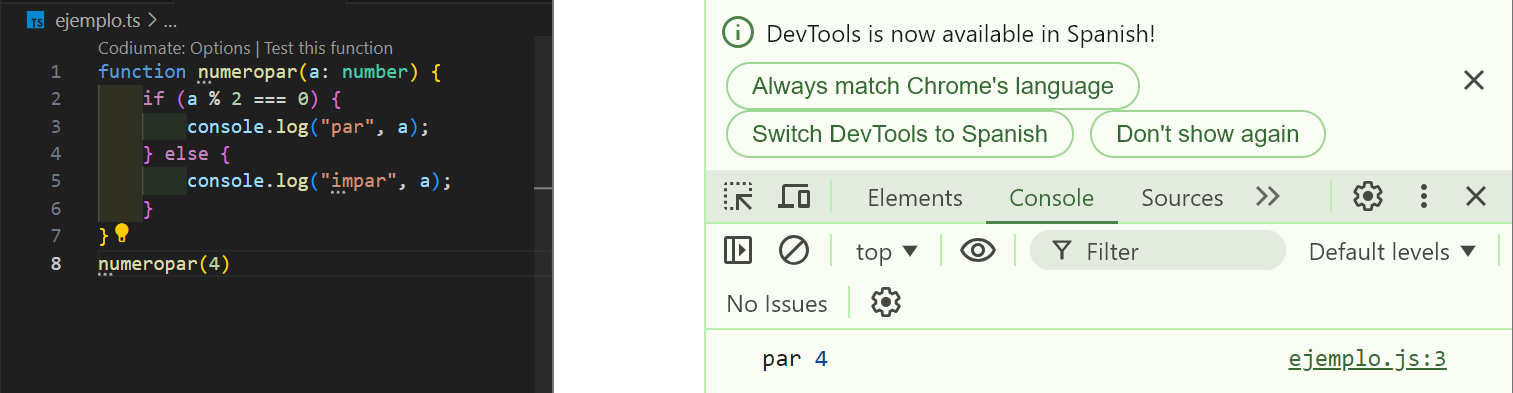 TS ejemplo.ts > ...
Codiumate: Options | Test this function
1 function numeropar(a: number) {
2 if (a % 2 === 0) {
3 console.log("par", a);
4 } else {
5 console.log("impar", a);
6 }
7 }
8 numeropar(4)
DevTools is now available in Spanish!
Always match Chrome's language
Switch DevTools to Spanish Don't show again
Elements Console Sources
top Filter Default levels
No Issues
par 4 ejemplo.js:3